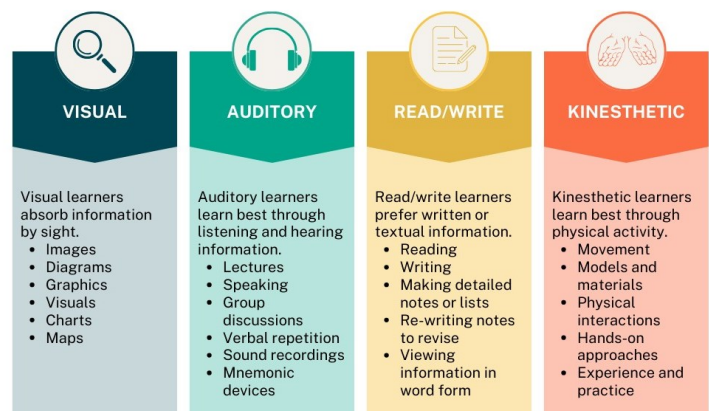 VISUAL
Visual learners
absorb information
by sight.
• Images
• Diagrams
• Graphics
• Visuals
• Charts
• Maps
AUDITORY
Auditory learners
learn best through
listening and hearing
information.
• Lectures
• Speaking
• Group
discussions
• Verbal repetition
• Sound recordings
• Mnemonic
devices
READ/WRITE
Read/write learners
prefer written or
textual information.
• Reading
• Writing
• Making detailed
notes or lists
• Re-writing notes
to revise
• Viewing
information in
word form
KINESTHETIC
Kinesthetic learners
learn best through
physical activity.
• Movement
• Models and
materials
• Physical
interactions
• Hands-on
approaches
• Experience and
practice